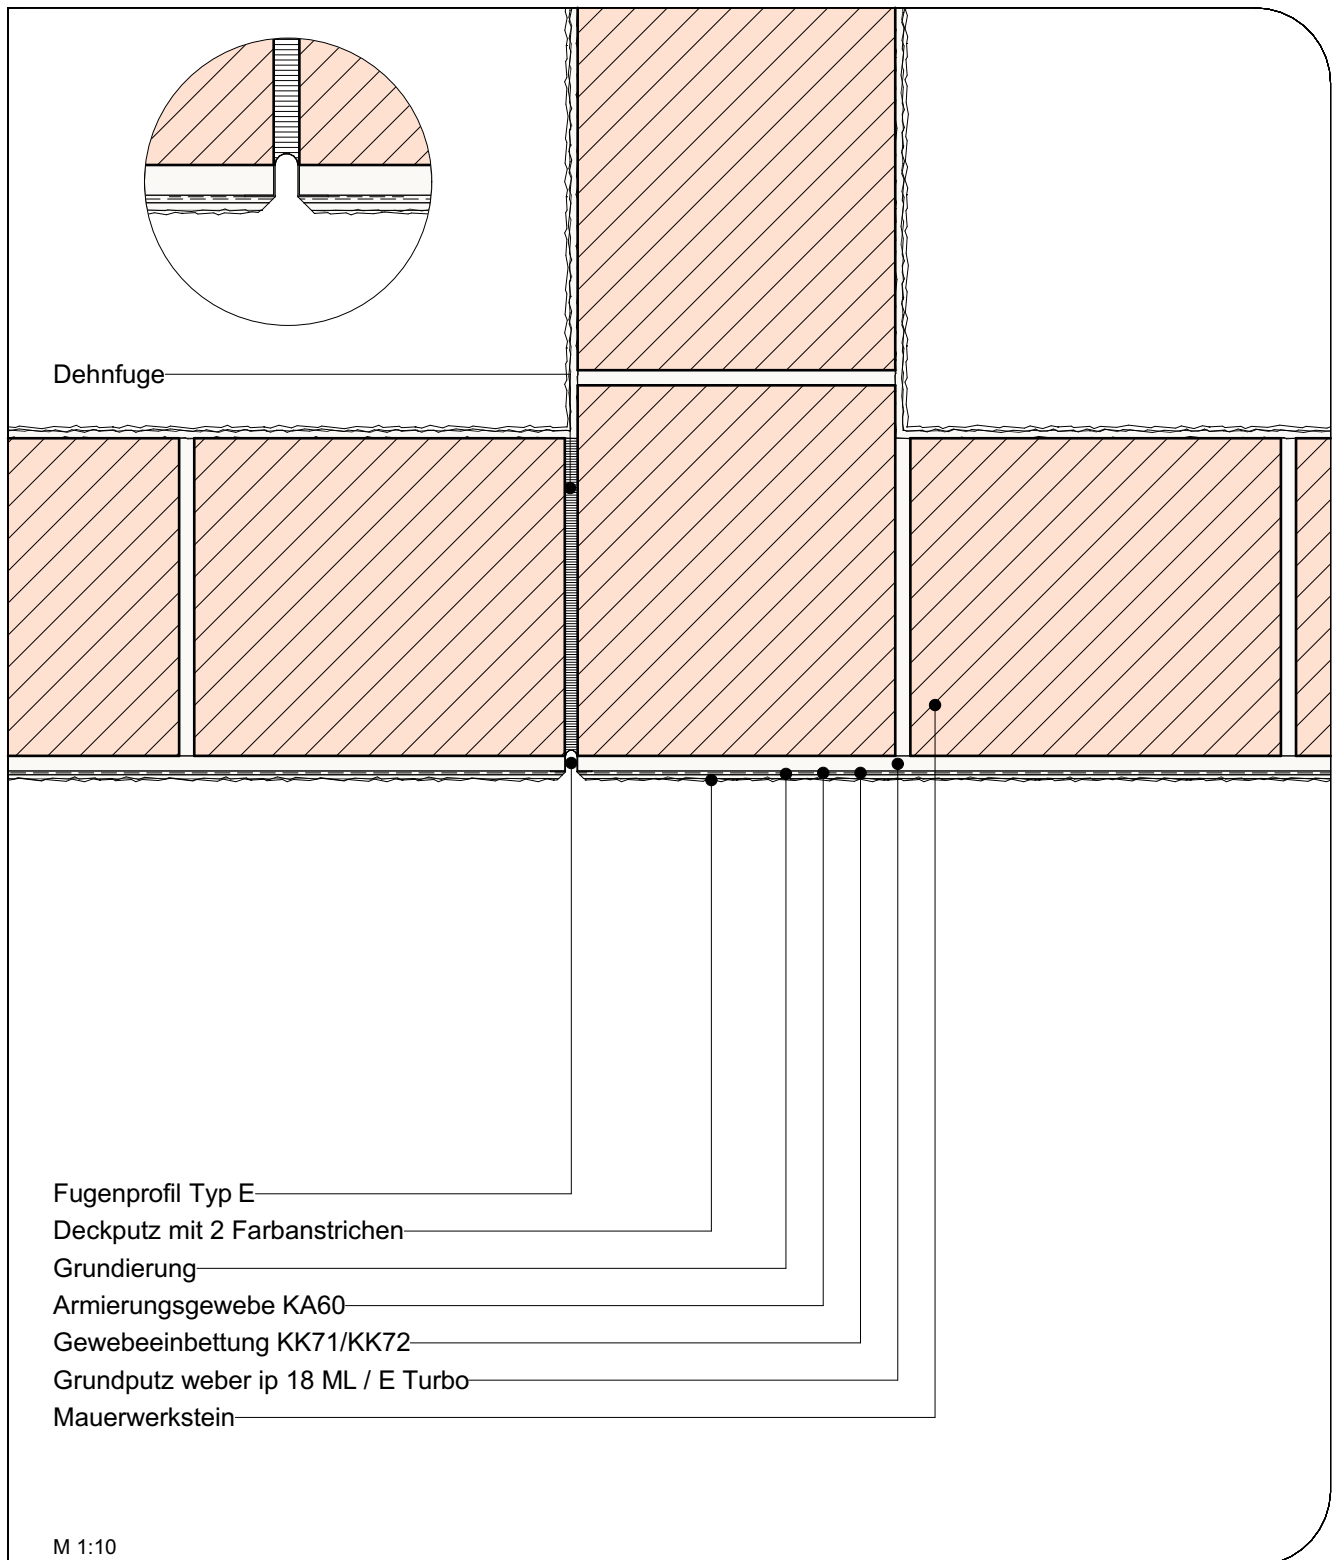 Dehnfuge
Fugenprofil Typ E
Deckputz mit 2 Farbanstrichen
Grundierung
Armierungsgewebe KA60
Gewebeeinbettung KK71/KK72
Grundputz weber ip 18 ML / E Turbo
Mauerwerkstein
M 1:10